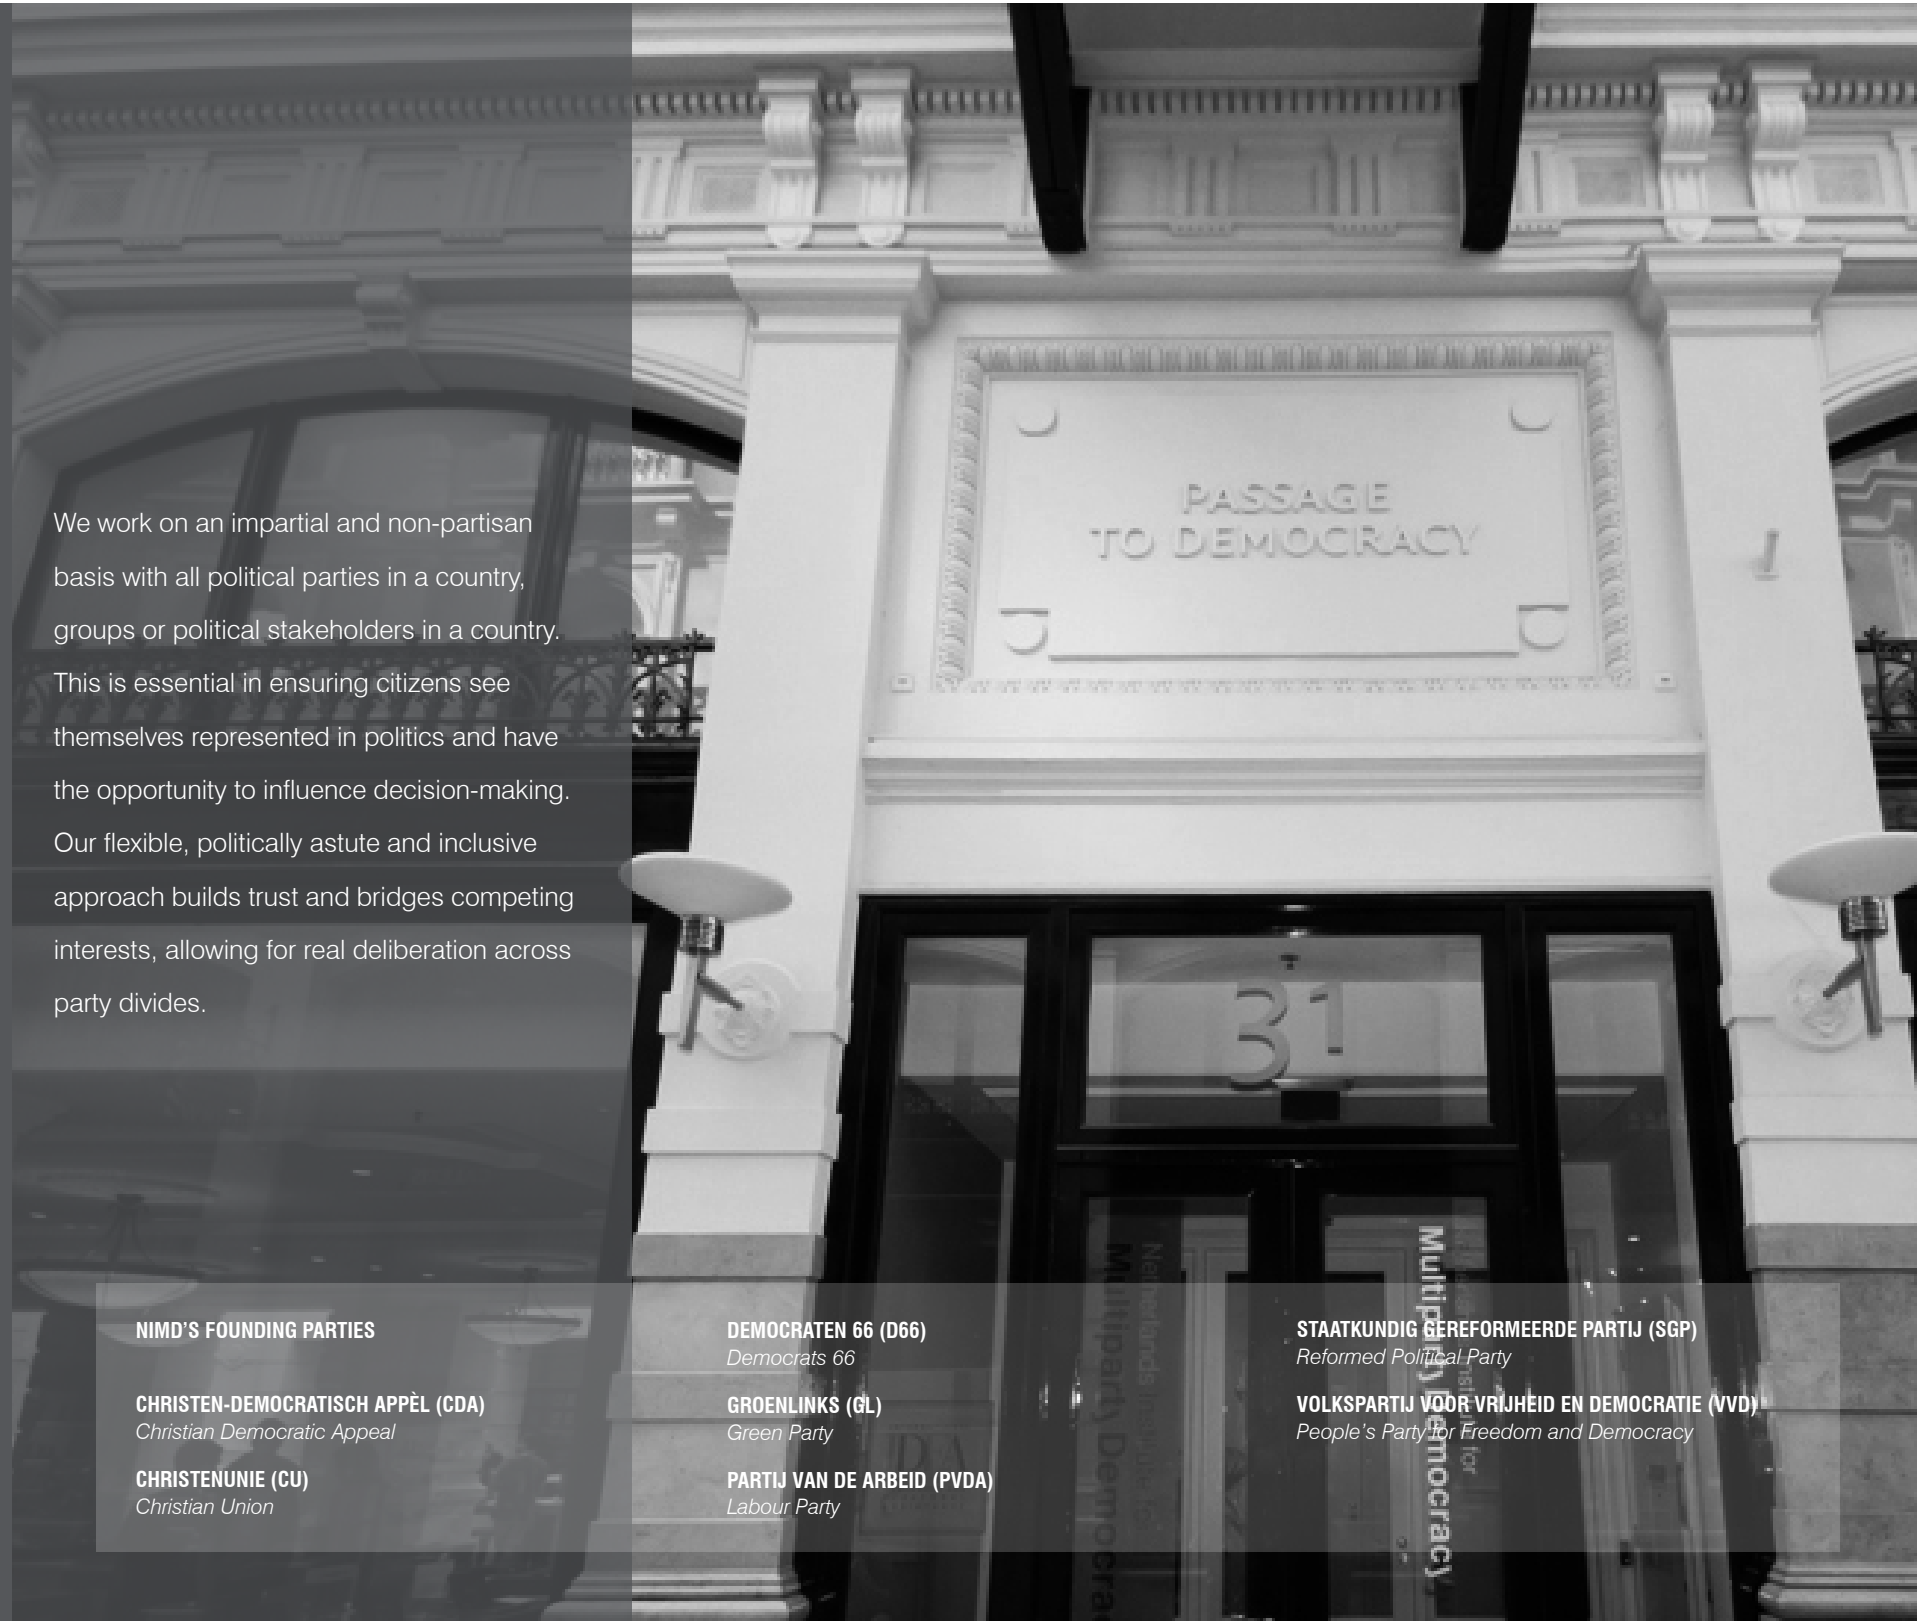 PASSAGE
TO DEMOCRACY
We work on an impartial and non-partisan
basis with all political parties in a country,
groups or political stakeholders in a country.
This is essential in ensuring citizens see
themselves represented in politics and have
the opportunity to influence decision-making.
Our flexible, politically astute and inclusive
approach builds trust and bridges competing
interests, allowing for real deliberation across
party divides.
31
Netherlands Institute for
Multiparty Democracy
Multiparty Democracy
NIMD'S FOUNDING PARTIES
CHRISTEN-DEMOCRATISCH APPÈL (CDA)
Christian Democratic Appeal
CHRISTENUNIE (CU)
Christian Union
DEMOCRATEN 66 (D66)
Democrats 66
GROENLINKS (GL)
Green Party
PARTIJ VAN DE ARBEID (PVDA)
Labour Party
STAATKUNDIG GEREFORMEERDE PARTIJ (SGP)
Reformed Political Party
VOLKSPARTIJ VOOR VRIJHEID EN DEMOCRATIE (VVD)
People's Party for Freedom and Democracy